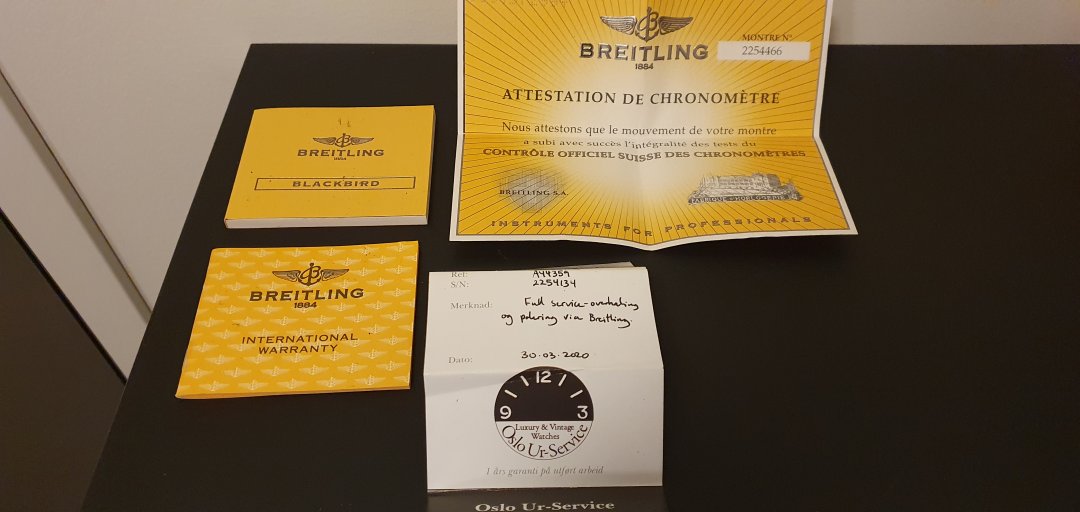 BREITLING
1884
MONTRE N°
2254466
ATTESTATION DE CHRONOMÈTRE
Nous attestons que le mouvement de votre montre
a subi avec succès l'intégralité des tests du
CONTRÔLE OFFICIEL SUISSE DES CHRONOMÈTRES
BREITLING S.A.
INSTRUMENTS FOR PROFESSIONALS
BREITLING
1884
BLACKBIRD
BREITLING
1884
INTERNATIONAL
WARRANTY
Ref: A44359
S/N: 2254134
Merknad: Full service-overhaling
og polering via Breitling.
Dato: 30.03.2020
12
9 3
Luxury & Vintage
Watches
Oslo Ur-Service
1 års garanti på utført arbeid
Oslo Ur-Service